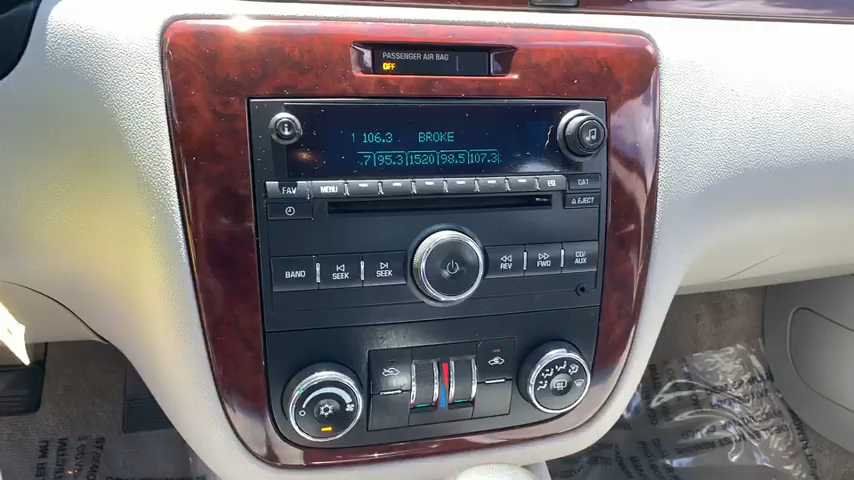 PASSENGER AIR BAG
OFF
1 106.3 BROKE
.7 95.3 1520 98.5 107.3
FAV
MENU
EQ
CAT
EJECT
BAND
SEEK
SEEK
REV
FWD
CD/
AUX